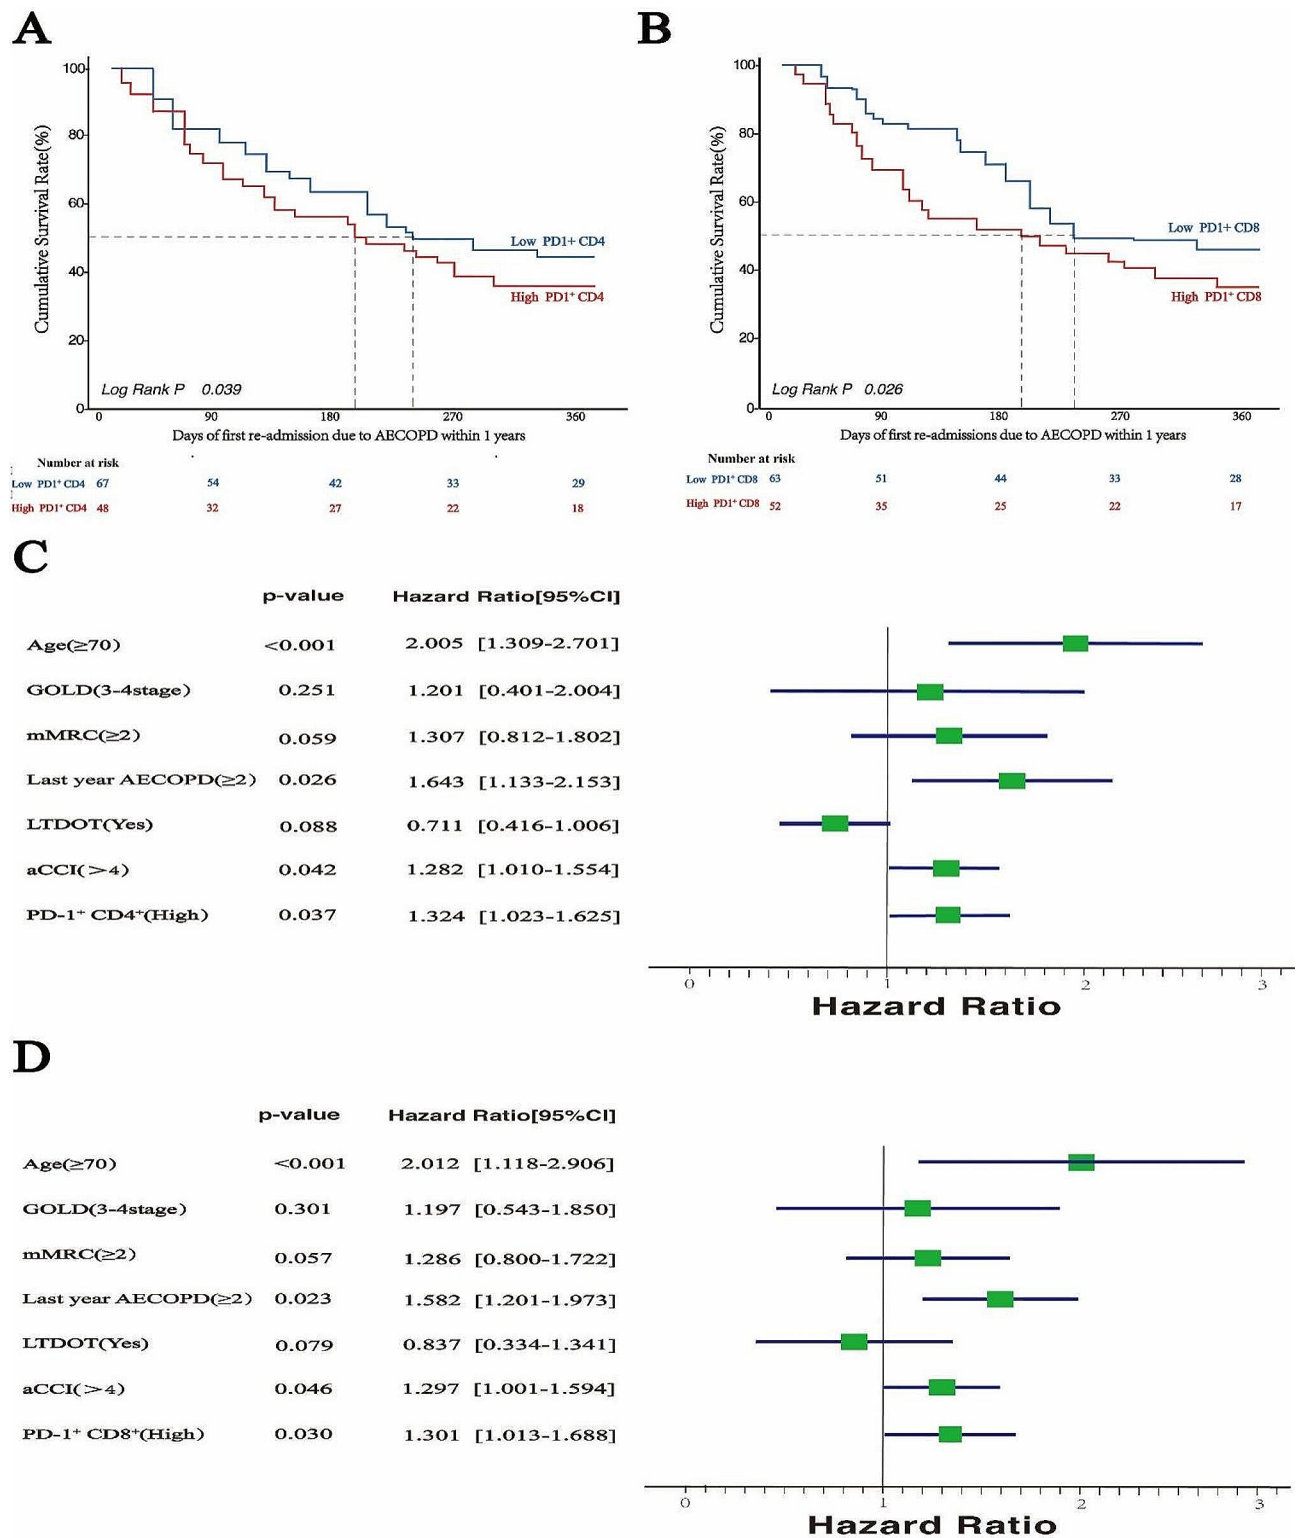 A
Cumulative Survival Rate(%)
100
80
60
40
20
0
Low PD1+ CD4
High PD1⁺ CD4
Log Rank P 0.039
0 90 180 270 360
Days of first re-admission due to AECOPD within 1 years
Number at risk
Low PD1⁺ CD4 67 54 42 33 29
High PD1⁺ CD4 48 32 27 22 18
B
Cumulative Survival Rate(%)
100
80
60
40
20
0
Low PD1+ CD8
High PD1⁺ CD8
Log Rank P 0.026
0 90 180 270 360
Days of first re-admissions due to AECOPD within 1 years
Number at risk
Low PD1⁺ CD8 63 51 44 33 28
High PD1⁺ CD8 52 35 25 22 17
C
p-value Hazard Ratio[95%CI]
Age(≥70) <0.001 2.005 [1.309-2.701]
GOLD(3-4stage) 0.251 1.201 [0.401-2.004]
mMRC(≥2) 0.059 1.307 [0.812-1.802]
Last year AECOPD(≥2) 0.026 1.643 [1.133-2.153]
LTDOT(Yes) 0.088 0.711 [0.416-1.006]
aCCI(>4) 0.042 1.282 [1.010-1.554]
PD-1⁺ CD4⁺(High) 0.037 1.324 [1.023-1.625]
0 1 2 3
Hazard Ratio
D
p-value Hazard Ratio[95%CI]
Age(≥70) <0.001 2.012 [1.118-2.906]
GOLD(3-4stage) 0.301 1.197 [0.543-1.850]
mMRC(≥2) 0.057 1.286 [0.800-1.722]
Last year AECOPD(≥2) 0.023 1.582 [1.201-1.973]
LTDOT(Yes) 0.079 0.837 [0.334-1.341]
aCCI(>4) 0.046 1.297 [1.001-1.594]
PD-1⁺ CD8⁺(High) 0.030 1.301 [1.013-1.688]
0 1 2 3
Hazard Ratio